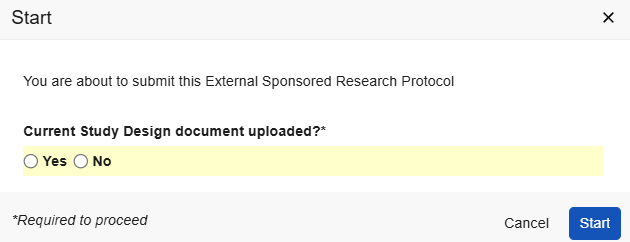 Start
You are about to submit this External Sponsored Research Protocol
Current Study Design document uploaded?*
Yes No
*Required to proceed
Cancel Start